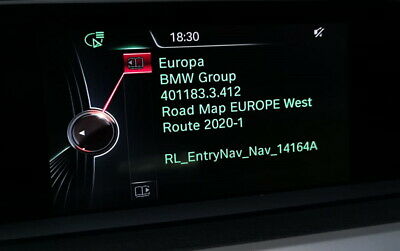 18:30
Europa
BMW Group
401183.3.412
Road Map EUROPE West
Route 2020-1
RL_EntryNav_Nav_14164A